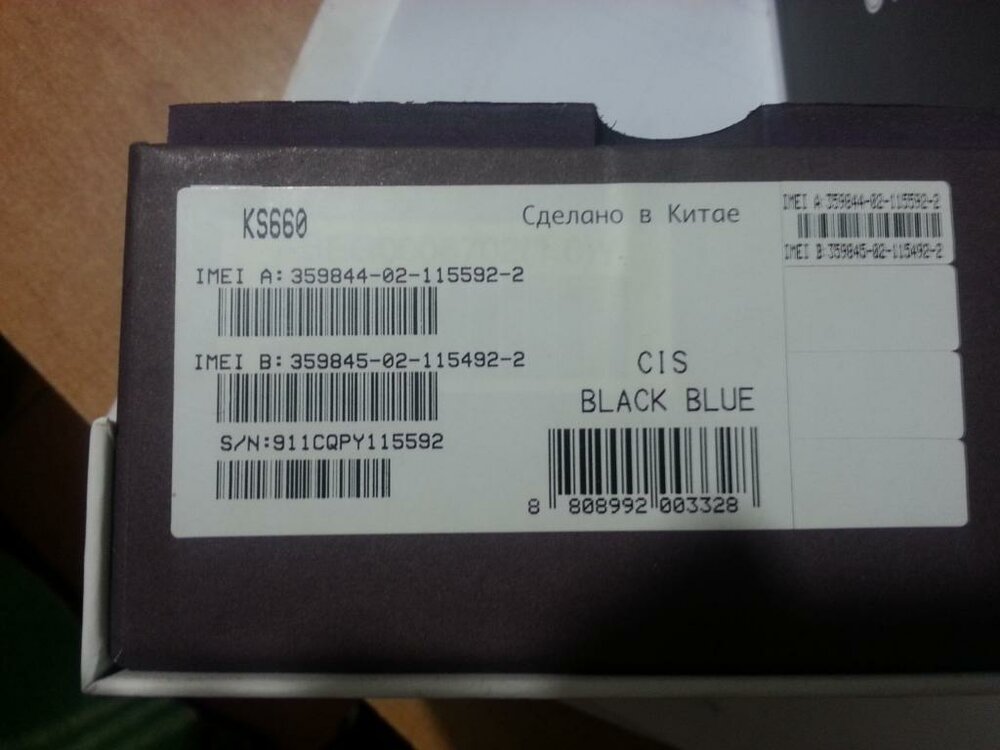 KS660
Сделано в Китае
IMEI A: 359844-02-115592-2
IMEI B: 359845-02-115492-2
S/N:911CQPY115592
CIS
BLACK BLUE
8 808992 003328
IMEI A:359844-02-115592-2
IMEI B:359845-02-115492-2